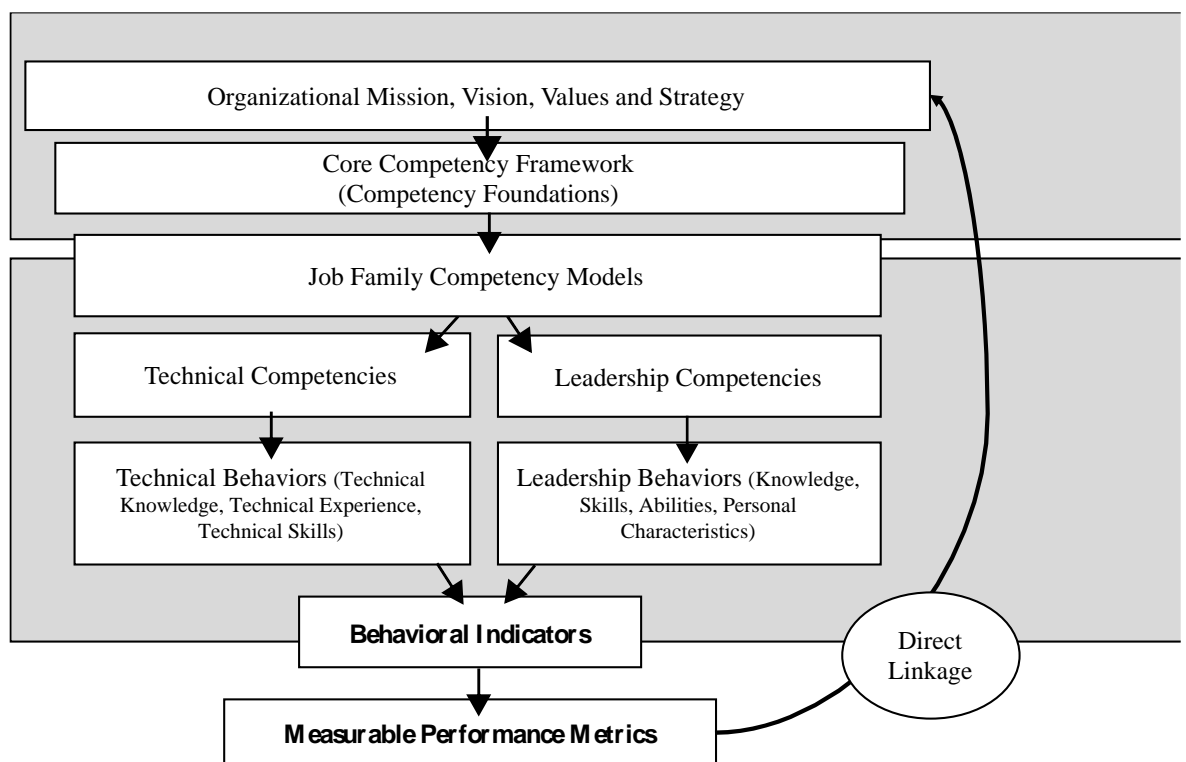 Organizational Mission, Vision, Values and Strategy
Core Competency Framework
(Competency Foundations)
Job Family Competency Models
Technical Competencies
Leadership Competencies
Technical Behaviors (Technical
Knowledge, Technical Experience,
Technical Skills)
Leadership Behaviors (Knowledge,
Skills, Abilities, Personal
Characteristics)
Behavioral Indicators
Direct
Linkage
Measurable Performance Metrics